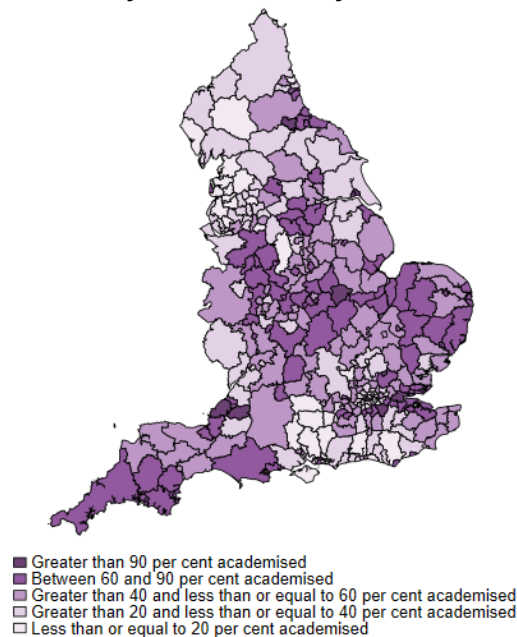 Greater than 90 per cent academised
Between 60 and 90 per cent academised
Greater than 40 and less than or equal to 60 per cent academised
Greater than 20 and less than or equal to 40 per cent academised
Less than or equal to 20 per cent academised